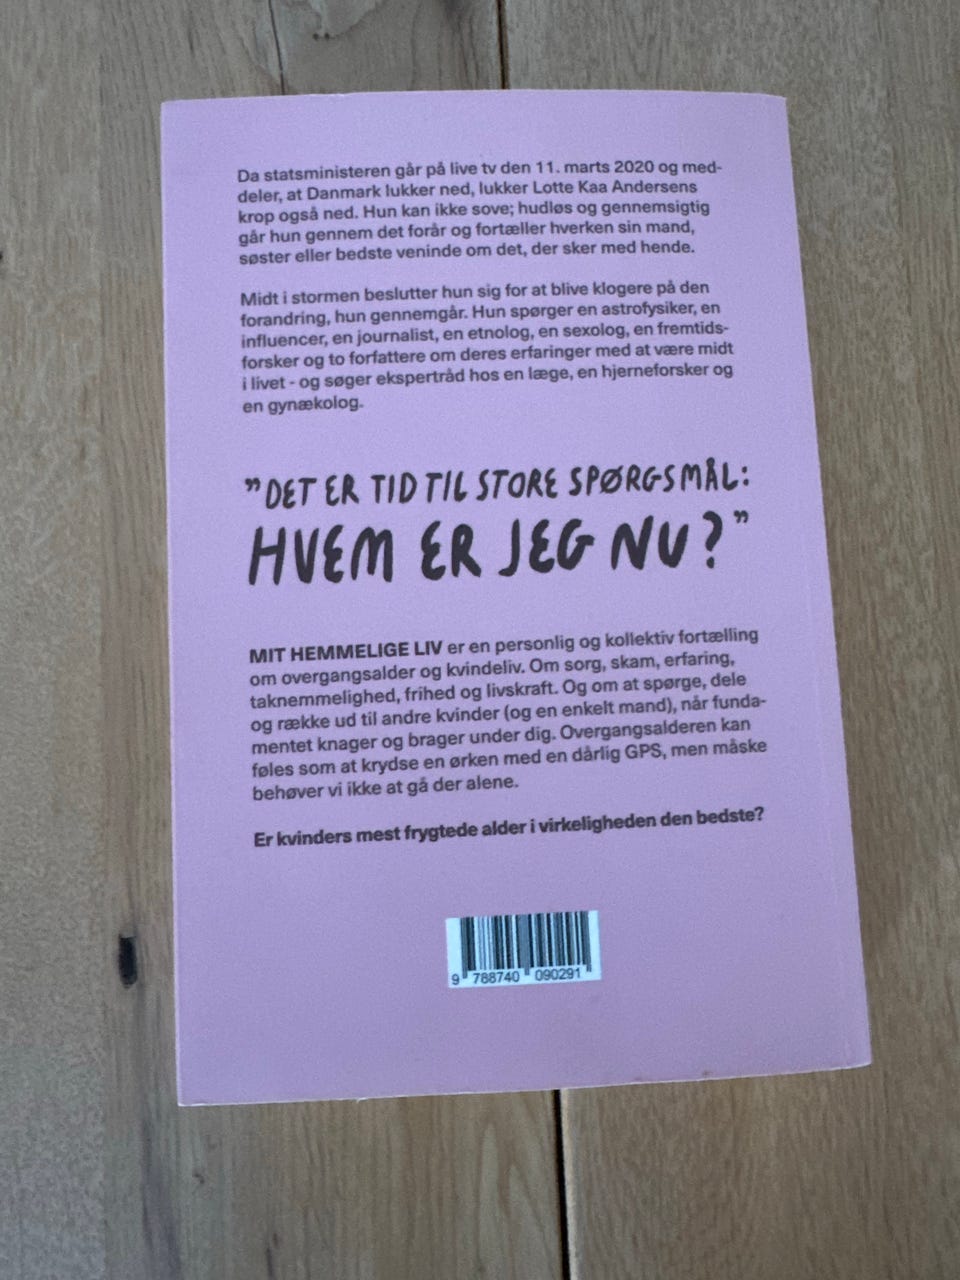 Da statsministeren går på live tv den 11. marts 2020 og med-
deler, at Danmark lukker ned, lukker Lotte Kaa Andersens
krop også ned. Hun kan ikke sove; hudløs og gennemsigtig
går hun gennem det forår og fortæller hverken sin mand,
søster eller bedste veninde om det, der sker med hende.
Midt i stormen beslutter hun sig for at blive klogere på den
forandring, hun gennemgår. Hun spørger en astrofysiker, en
influencer, en journalist, en etnolog, en sexolog, en fremtids-
forsker og to forfattere om deres erfaringer med at være midt
i livet - og søger ekspertråd hos en læge, en hjerneforsker og
en gynækolog.
"DET ER TID TIL STORE SPØRGSMÅL:
HVEM ER JEG NU?"
MIT HEMMELIGE LIV er en personlig og kollektiv fortælling
om overgangsalder og kvindeliv. Om sorg, skam, erfaring,
taknemmelighed, frihed og livskraft. Og om at spørge, dele
og række ud til andre kvinder (og en enkelt mand), når funda-
mentet knager og brager under dig. Overgangsalderen kan
føles som at krydse en ørken med en dårlig GPS, men måske
behøver vi ikke at gå der alene.
Er kvinders mest frygtede alder i virkeligheden den bedste?
9 788740 090291